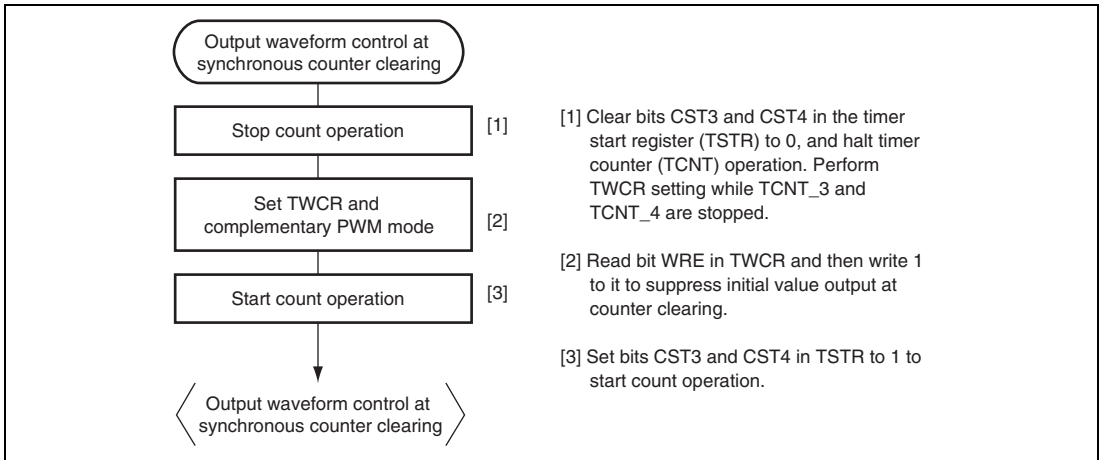 Output waveform control at
synchronous counter clearing
Stop count operation
[1]
Set TWCR and
complementary PWM mode
[2]
Start count operation
[3]
Output waveform control at
synchronous counter clearing
[1] Clear bits CST3 and CST4 in the timer
start register (TSTR) to 0, and halt timer
counter (TCNT) operation. Perform
TWCR setting while TCNT_3 and
TCNT_4 are stopped.
[2] Read bit WRE in TWCR and then write 1
to it to suppress initial value output at
counter clearing.
[3] Set bits CST3 and CST4 in TSTR to 1 to
start count operation.